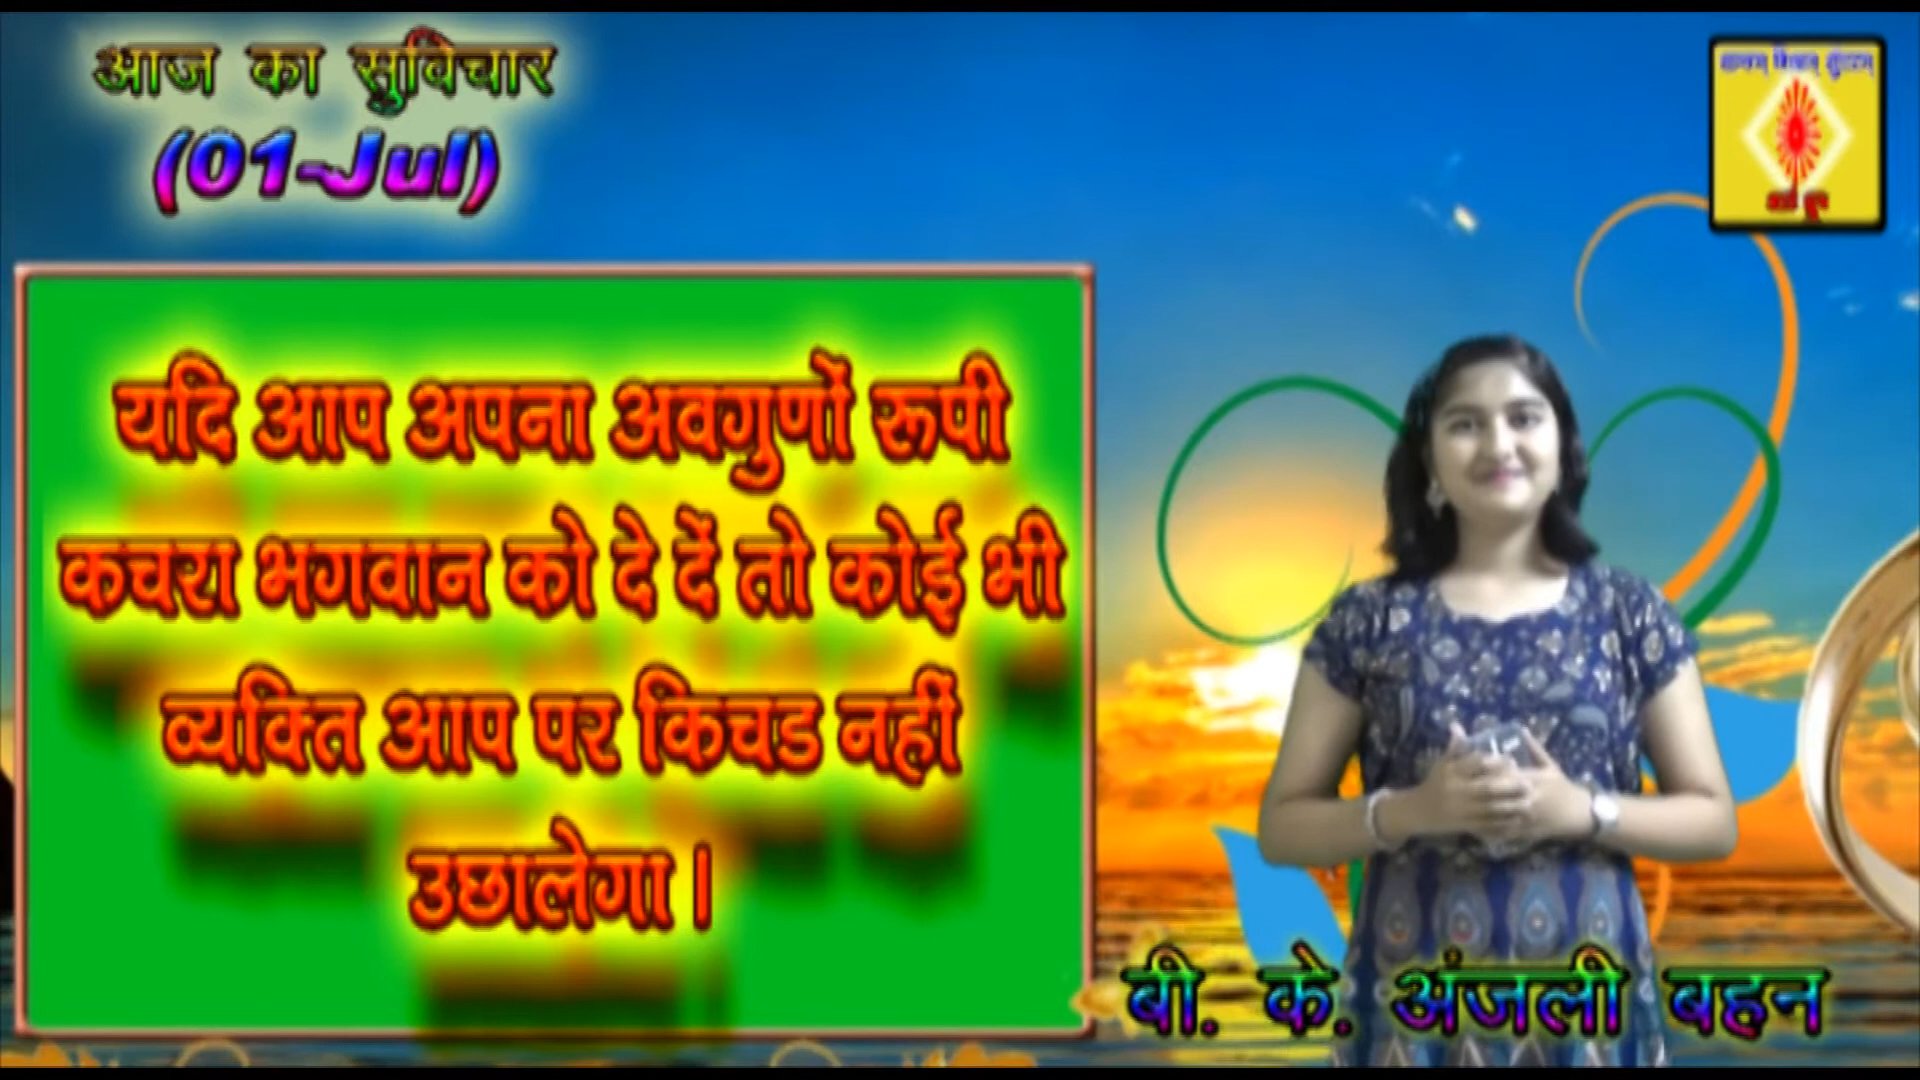 आज का सुविचार
(01-Jul)
यदि आप अपना अवगुणों रूपी
कचरा भगवान को दे दें तो कोई भी
व्यक्ति आप पर किचड नहीं
उछालेगा ।
बी. के. अंजली बहन